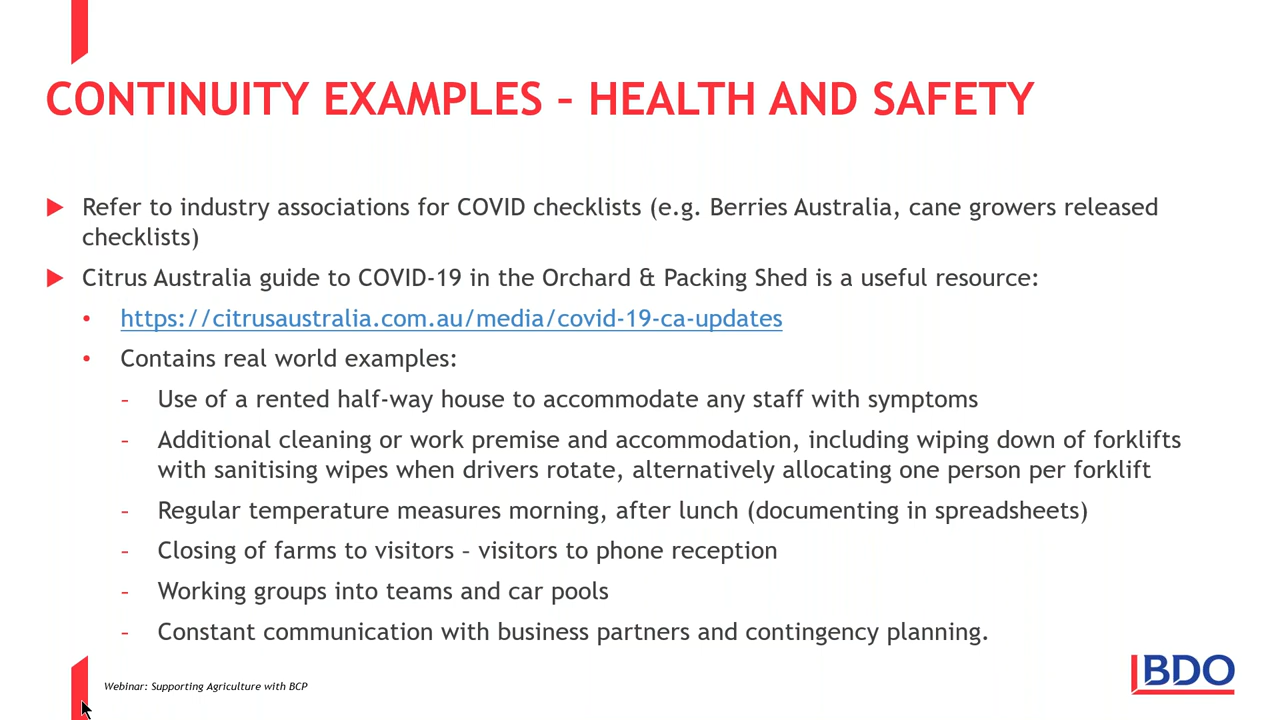 CONTINUITY EXAMPLES – HEALTH AND SAFETY
Refer to industry associations for COVID checklists (e.g. Berries Australia, cane growers released
checklists)
Citrus Australia guide to COVID-19 in the Orchard & Packing Shed is a useful resource:
https://citrusaustralia.com.au/media/covid-19-ca-updates
Contains real world examples:
– Use of a rented half-way house to accommodate any staff with symptoms
– Additional cleaning or work premise and accommodation, including wiping down of forklifts
with sanitising wipes when drivers rotate, alternatively allocating one person per forklift
– Regular temperature measures morning, after lunch (documenting in spreadsheets)
– Closing of farms to visitors – visitors to phone reception
– Working groups into teams and car pools
– Constant communication with business partners and contingency planning.
Webinar: Supporting Agriculture with BCP
BDO